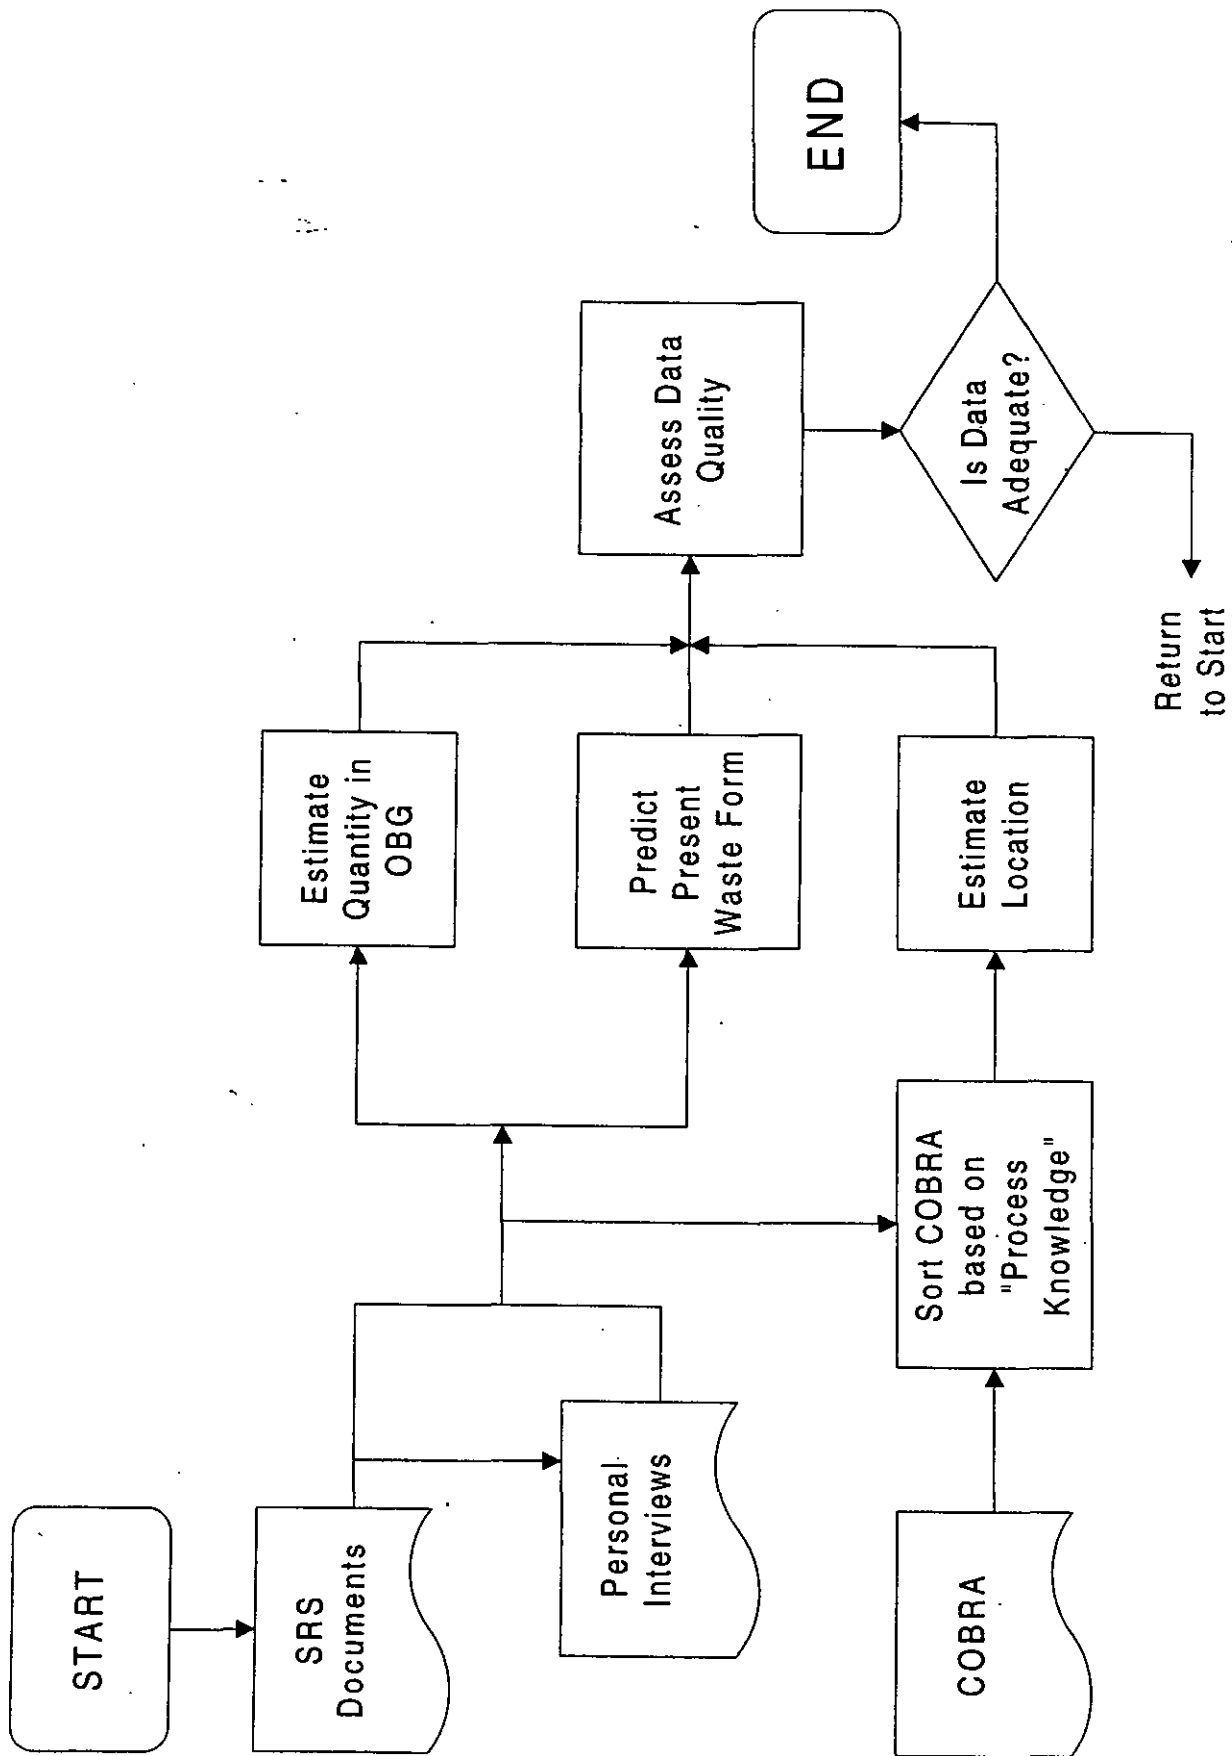 START
SRS
Documents
Personal
Interviews
COBRA
Sort COBRA
based on
"Process
Knowledge"
Estimate
Quantity in
OBG
Predict
Present
Waste Form
Estimate
Location
Assess Data
Quality
Is Data
Adequate?
Return
to Start
END